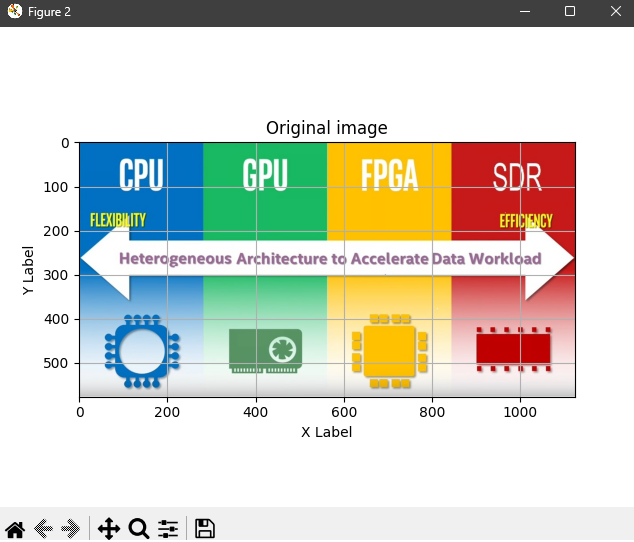 Figure 2
Original image
CPU GPU FPGA SDR
FLEXIBILITY EFFICIENCY
Heterogeneous Architecture to Accelerate Data Workload
0
100
200
300
400
500
Y Label
0 200 400 600 800 1000
X Label